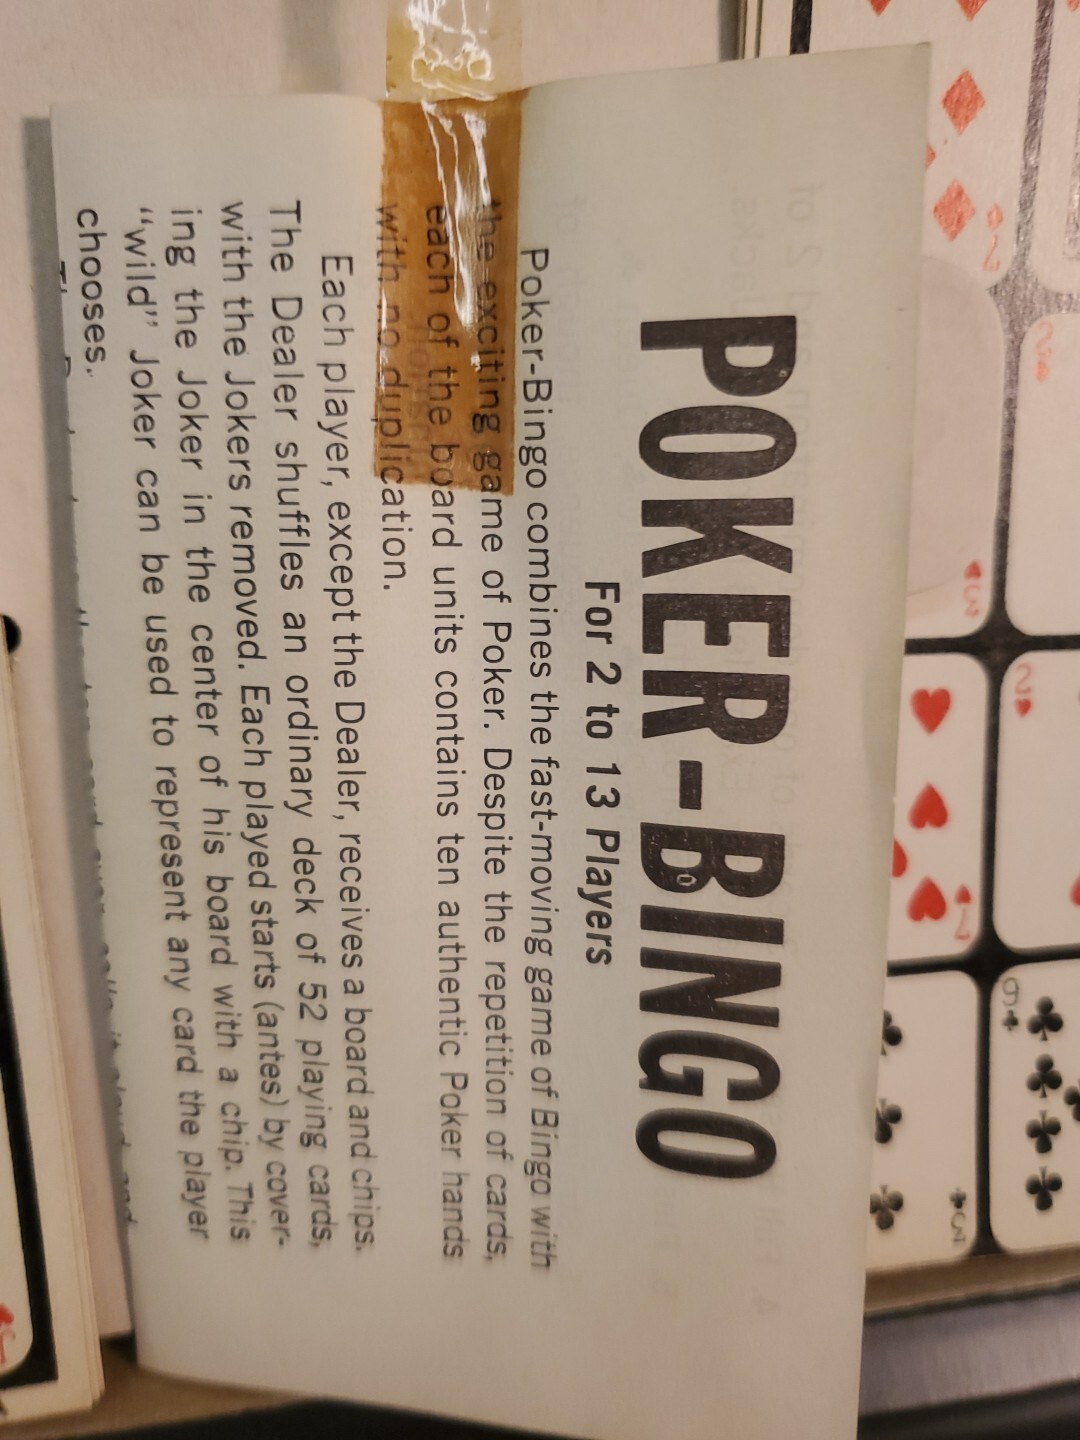 POKER-BINGO
For 2 to 13 Players
Poker-Bingo combines the fast-moving game of Bingo with
the exciting game of Poker. Despite the repetition of cards,
each of the board units contains ten authentic Poker hands
with no duplication.
Each player, except the Dealer, receives a board and chips.
The Dealer shuffles an ordinary deck of 52 playing cards,
with the Jokers removed. Each played starts (antes) by cover-
ing the Joker in the center of his board with a chip. This
"wild" Joker can be used to represent any card the player
chooses.